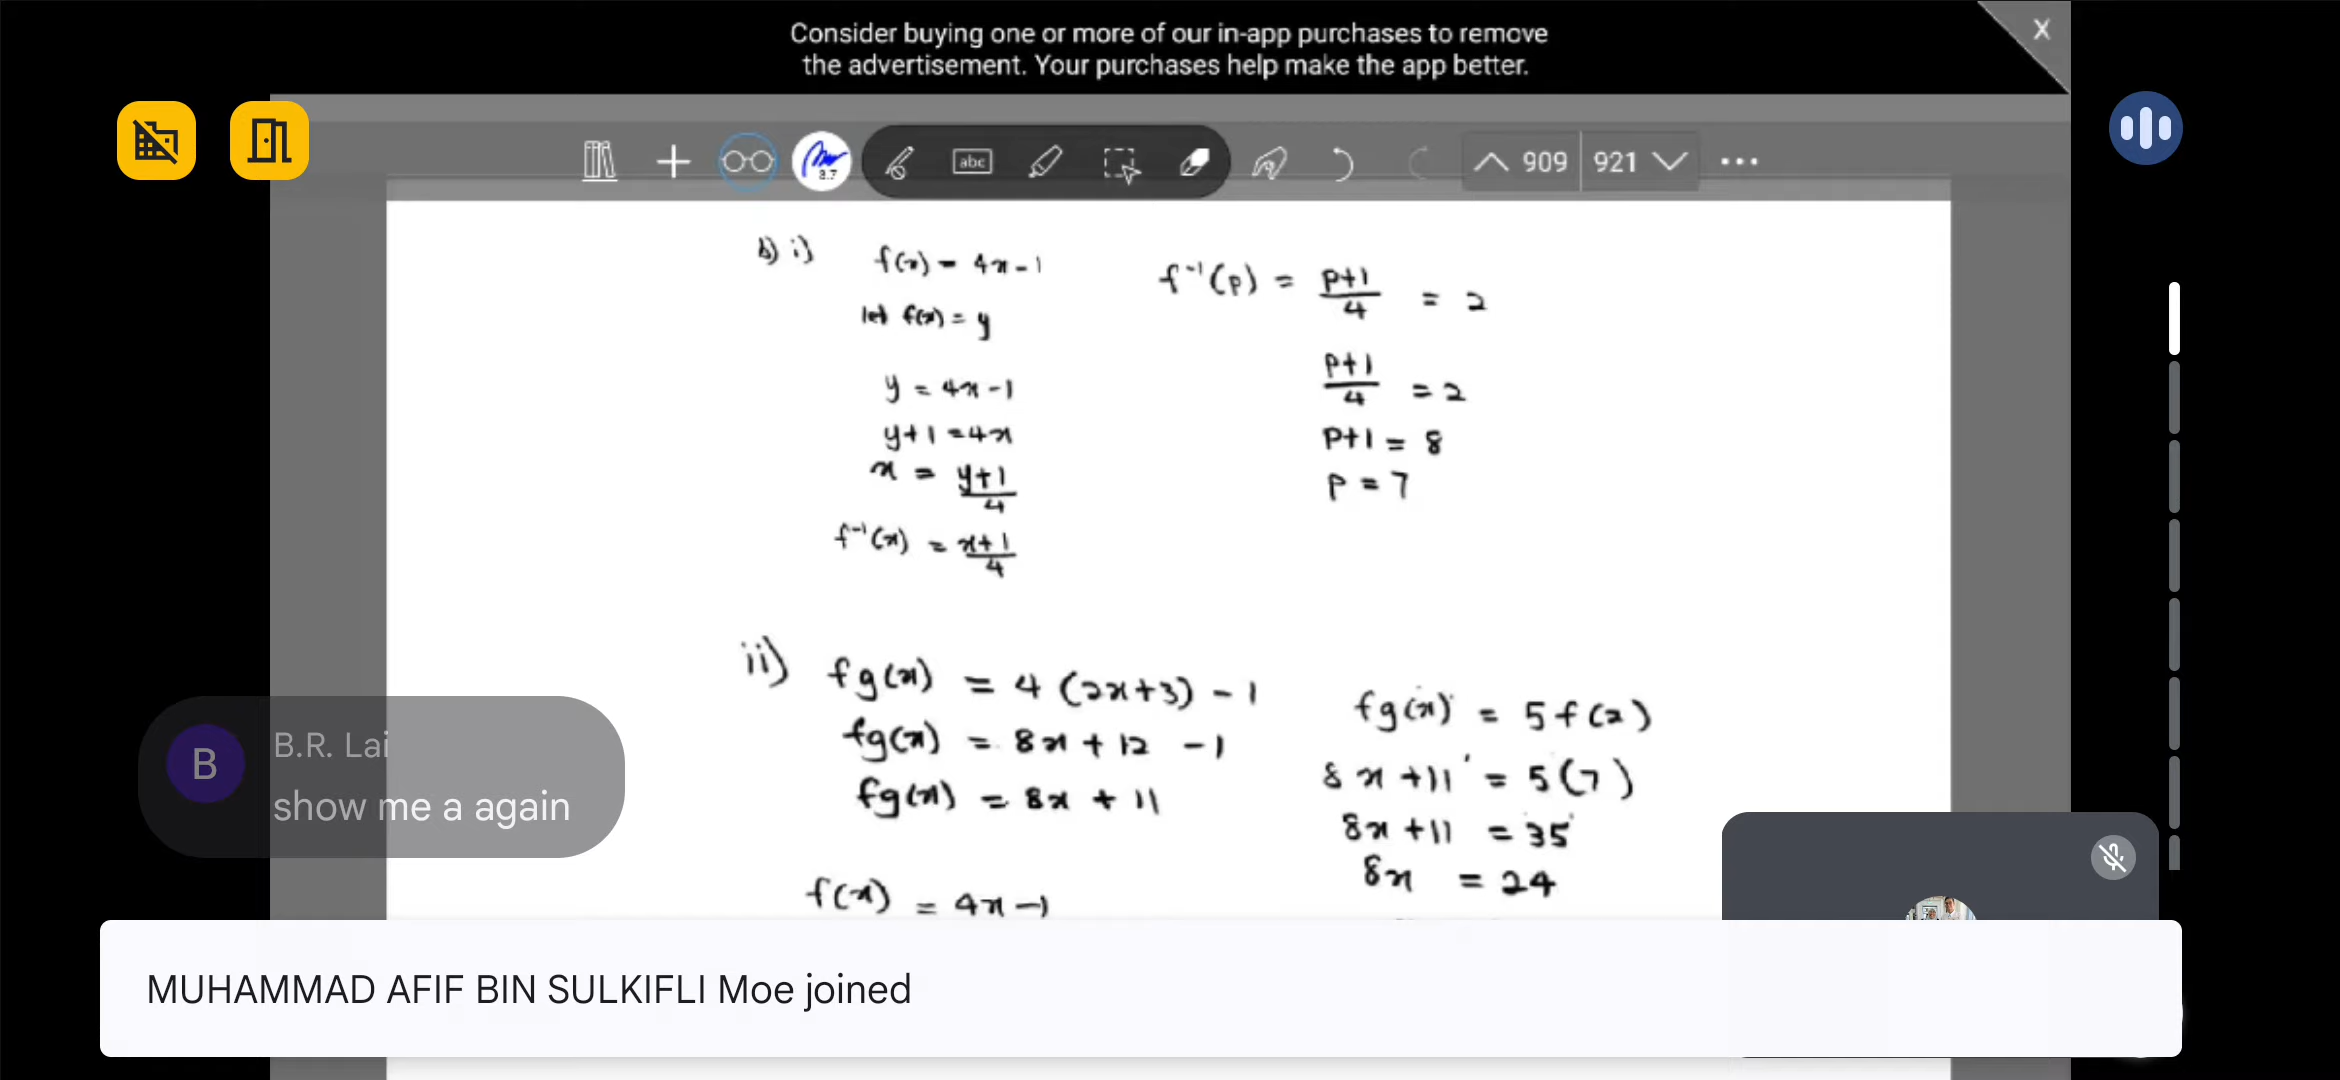 Consider buying one or more of our in-app purchases to remove
the advertisement. Your purchases help make the app better.
X
8.7
abc
909
921
b) i)
f(x) = 4x - 1
let f(x) = y
y = 4x - 1
y + 1 = 4x
x = y+1/4
f⁻¹(x) = x+1/4
f⁻¹(p) = p+1/4 = 2
p+1/4 = 2
p+1 = 8
p = 7
ii)
fg(x) = 4 (2x+3) - 1
fg(x) = 8x + 12 - 1
fg(x) = 8x + 11
f(x) = 4x - 1
fg(x) = 5f(2)
8x + 11 = 5(7)
8x + 11 = 35
8x = 24
B
B.R. Lai
show me a again
MUHAMMAD AFIF BIN SULKIFLI Moe joined